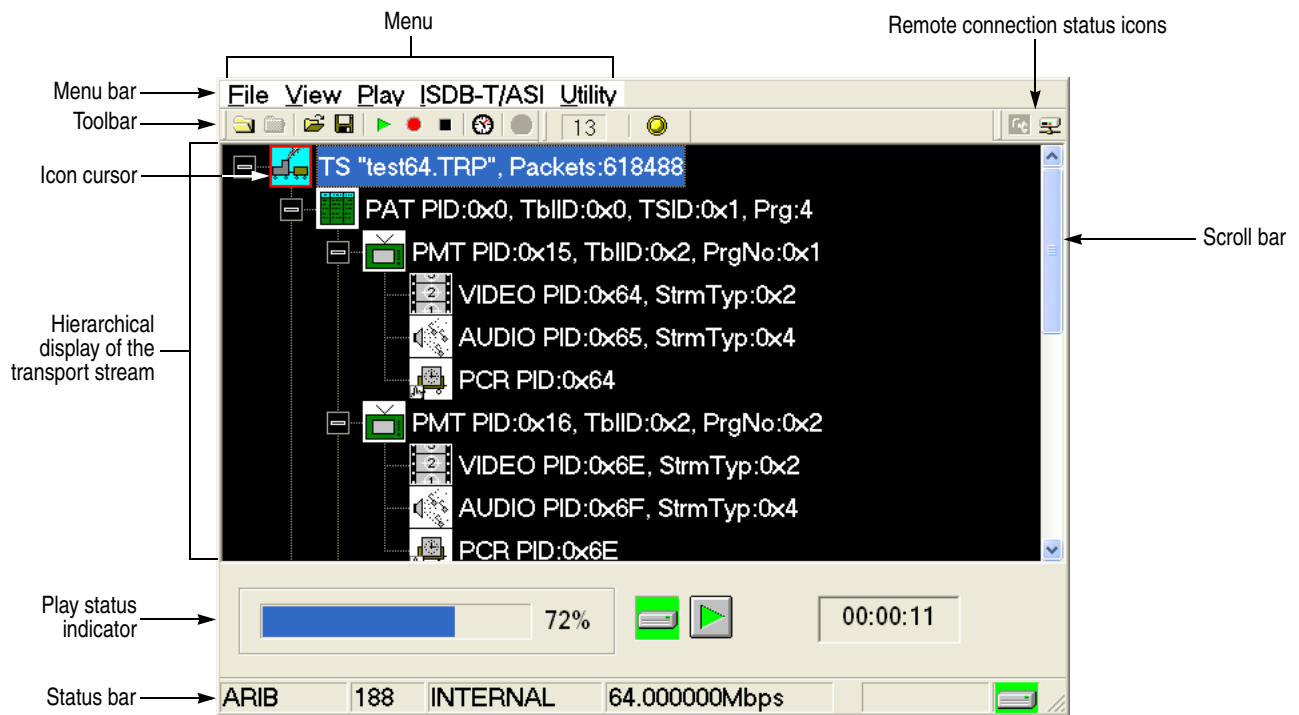 Menu
Remote connection status icons
Menu bar
File View Play ISDB-T/ASI Utility
Toolbar
13
Icon cursor
TS "test64.TRP", Packets:618488
PAT PID:0x0, TblID:0x0, TSID:0x1, Prg:4
PMT PID:0x15, TblID:0x2, PrgNo:0x1
Scroll bar
VIDEO PID:0x64, StrmTyp:0x2
AUDIO PID:0x65, StrmTyp:0x4
PCR PID:0x64
Hierarchical
display of the
transport stream
PMT PID:0x16, TblID:0x2, PrgNo:0x2
VIDEO PID:0x6E, StrmTyp:0x2
AUDIO PID:0x6F, StrmTyp:0x4
PCR PID:0x6E
Play status
indicator
72%
00:00:11
Status bar
ARIB 188 INTERNAL 64.000000Mbps